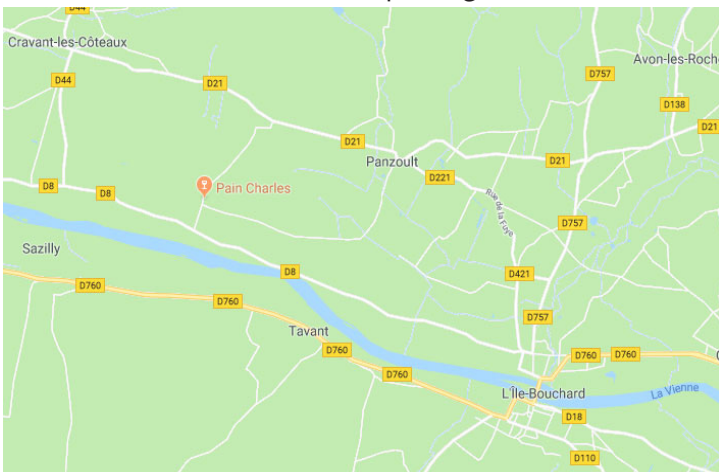 D44
Cravant-les-Côteaux
D44
D21
D757
Avon-les-Roch
D138
D21
D21
Panzoult
D21
D221
Pain Charles
D8
D8
Rue de la Fuye
D757
Sazilly
D8
D421
D760
D760
D757
Tavant
D760
D760
D760
D760
L'Île-Bouchard
La Vienne
D18
D110